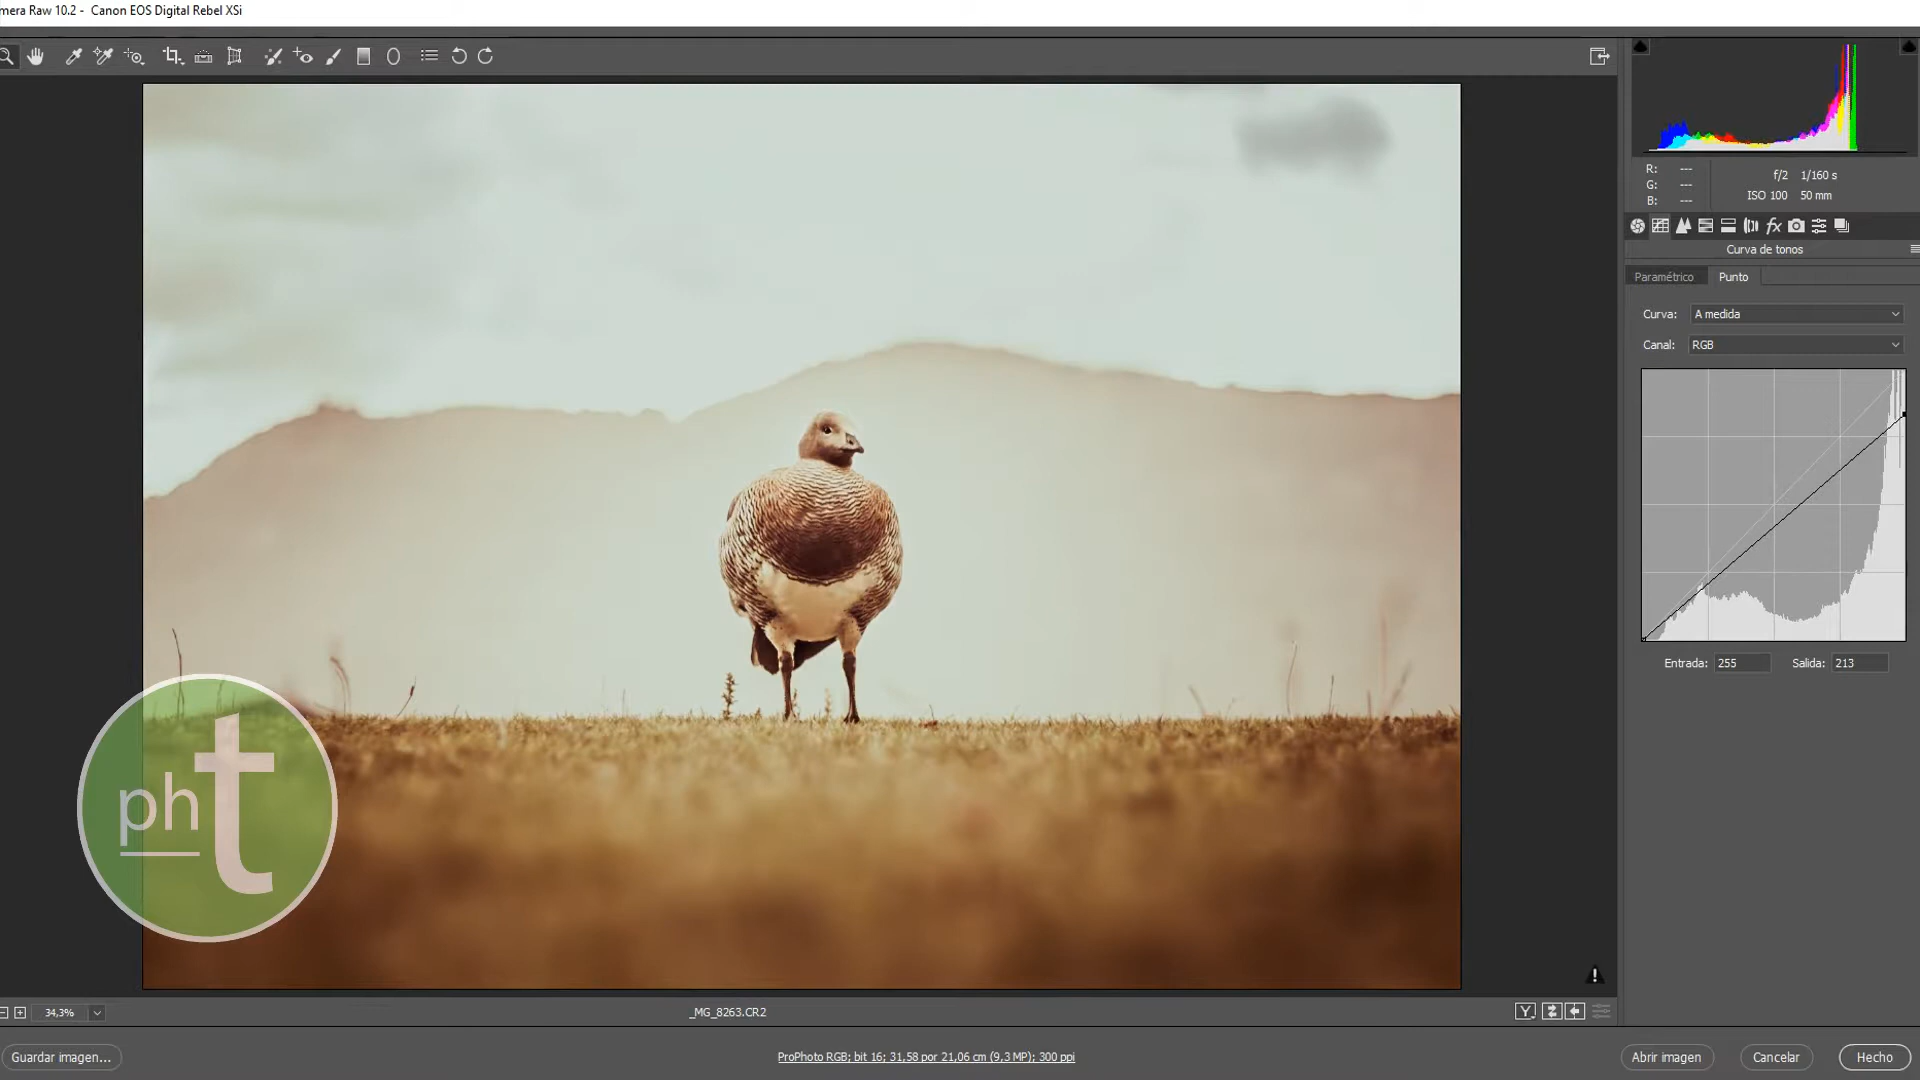 mera Raw 10.2 - Canon EOS Digital Rebel XSi
R: ---
G: ---
B: ---
f/2 1/160 s
ISO 100 50 mm
fx
Curva de tonos
Paramétrico Punto
Curva: A medida
Canal: RGB
Entrada: 255 Salida: 213
pht
Y
34,3%
_MG_8263.CR2
Guardar imagen...
ProPhoto RGB; bit 16; 31,58 por 21,06 cm (9,3 MP); 300 ppi
Abrir imagen Cancelar Hecho